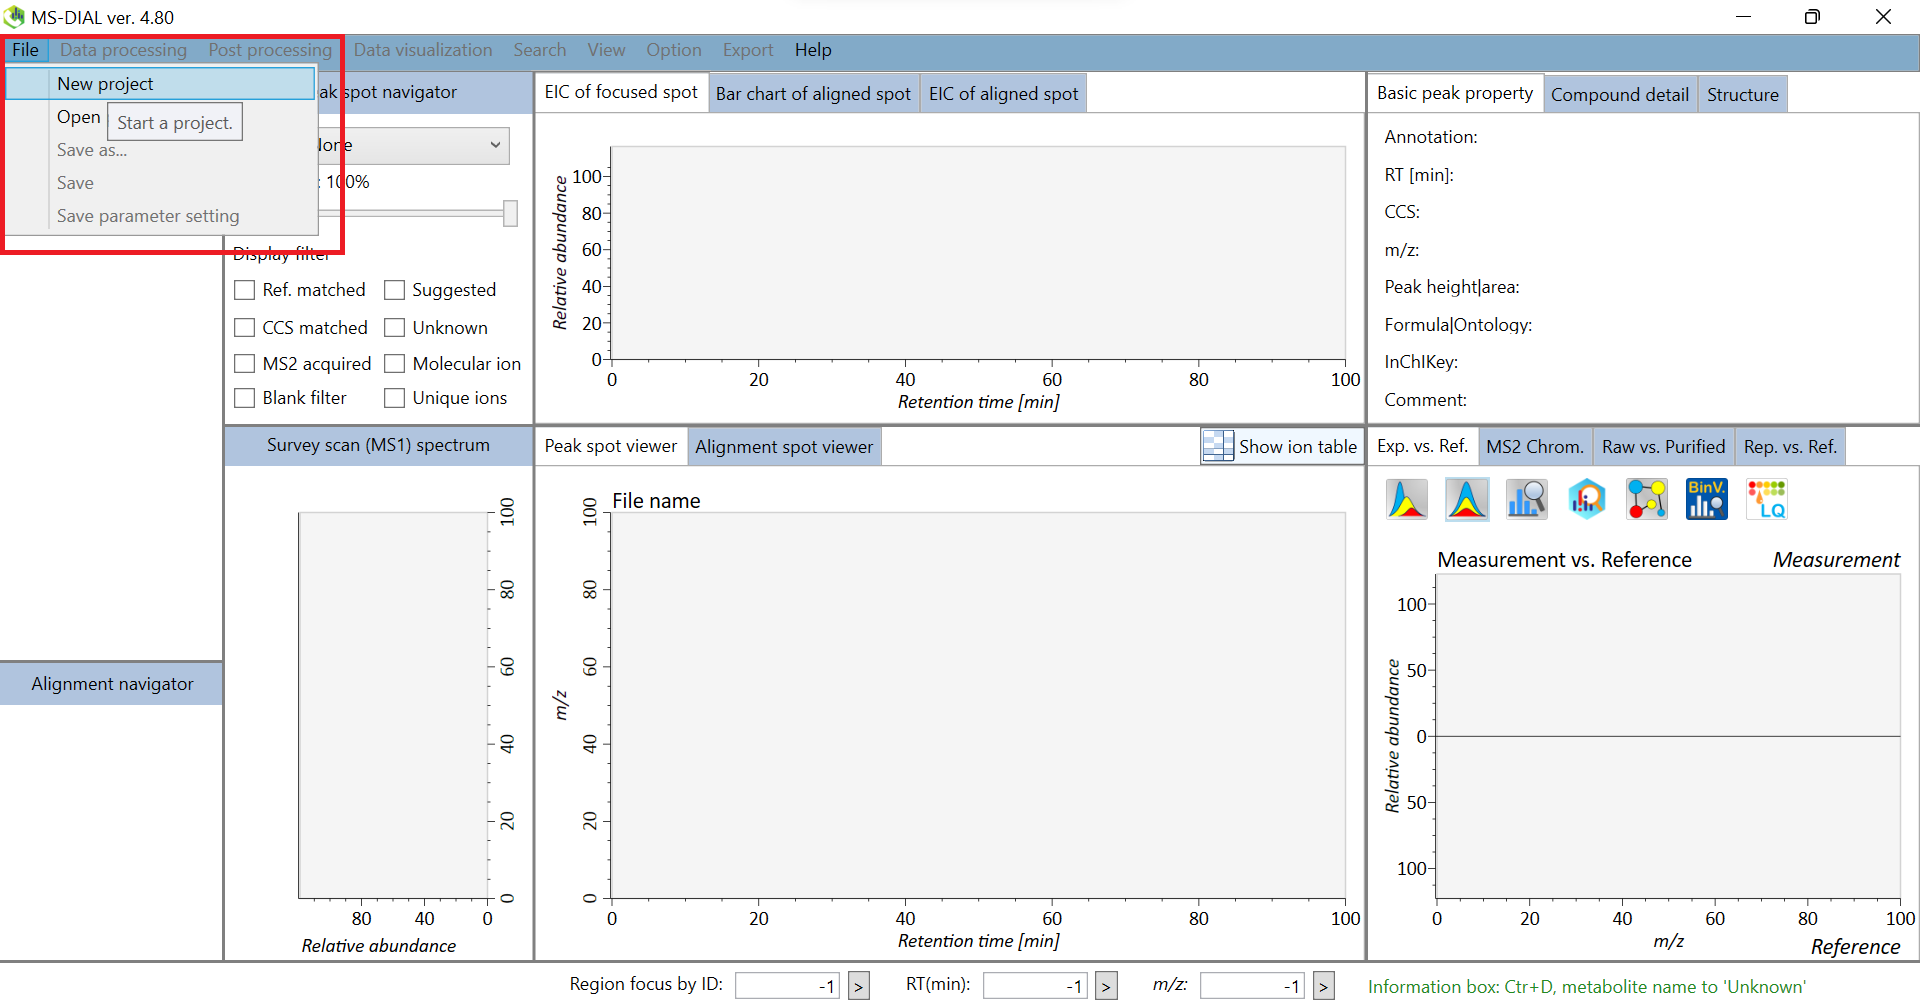 MS-DIAL ver. 4.80
File Data processing Post processing Data visualization Search View Option Export Help
New project
Open
Start a project.
Save as...
Save
Save parameter setting
spot navigator
: 100%
Display filter
Ref. matched Suggested
CCS matched Unknown
MS2 acquired Molecular ion
Blank filter Unique ions
EIC of focused spot Bar chart of aligned spot EIC of aligned spot
Relative abundance
100
80
60
40
20
0
0 20 40 60 80 100
Retention time [min]
Basic peak property Compound detail Structure
Annotation:
RT [min]:
CCS:
m/z:
Peak height|area:
Formula|Ontology:
InChIKey:
Comment:
Alignment navigator
Survey scan (MS1) spectrum
100
80
60
40
20
0
80 40 0
Relative abundance
Peak spot viewer Alignment spot viewer Show ion table
File name
m/z
100
80
60
40
20
0
0 20 40 60 80 100
Retention time [min]
Exp. vs. Ref. MS2 Chrom. Raw vs. Purified Rep. vs. Ref.
BinV.
LQ
Measurement vs. Reference Measurement
Relative abundance
100
50
0
50
100
0 20 40 60 80 100
m/z
Reference
Region focus by ID: -1 > RT(min): -1 > m/z: -1 > Information box: Ctr+D, metabolite name to 'Unknown'